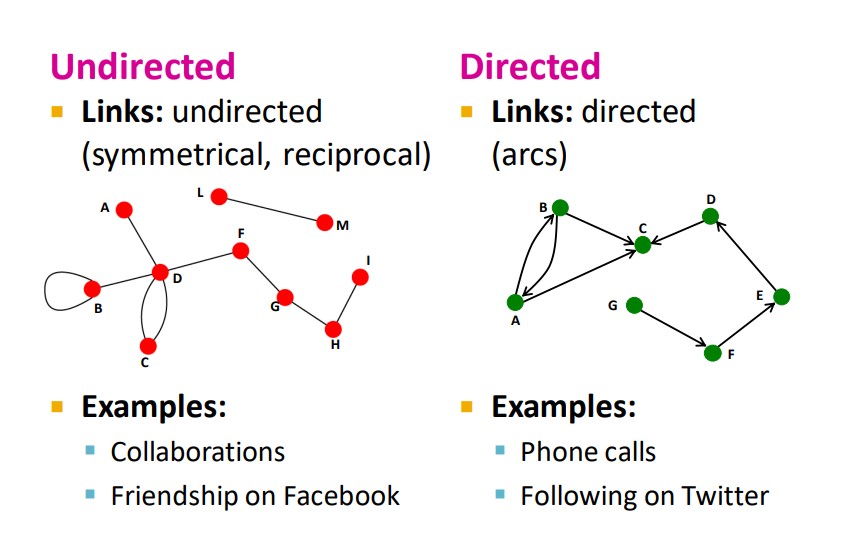 Undirected
Links: undirected
(symmetrical, reciprocal)
A
L
M
F
D
I
B
G
H
C
Examples:
Collaborations
Friendship on Facebook
Directed
Links: directed
(arcs)
B
D
C
E
G
A
F
Examples:
Phone calls
Following on Twitter